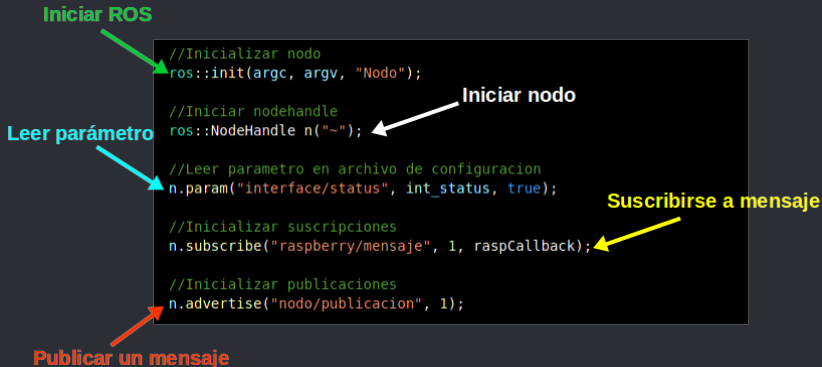 Iniciar ROS
//Inicializar nodo
ros::init(argc, argv, "Nodo");
Iniciar nodo
//Iniciar nodehandle
ros::NodeHandle n("~");
Leer parámetro
//Leer parametro en archivo de configuracion
n.param("interface/status", int_status, true);
Suscribirse a mensaje
//Inicializar suscripciones
n.subscribe("raspberry/mensaje", 1, raspCallback);
//Inicializar publicaciones
n.advertise("nodo/publicacion", 1);
Publicar un mensaje